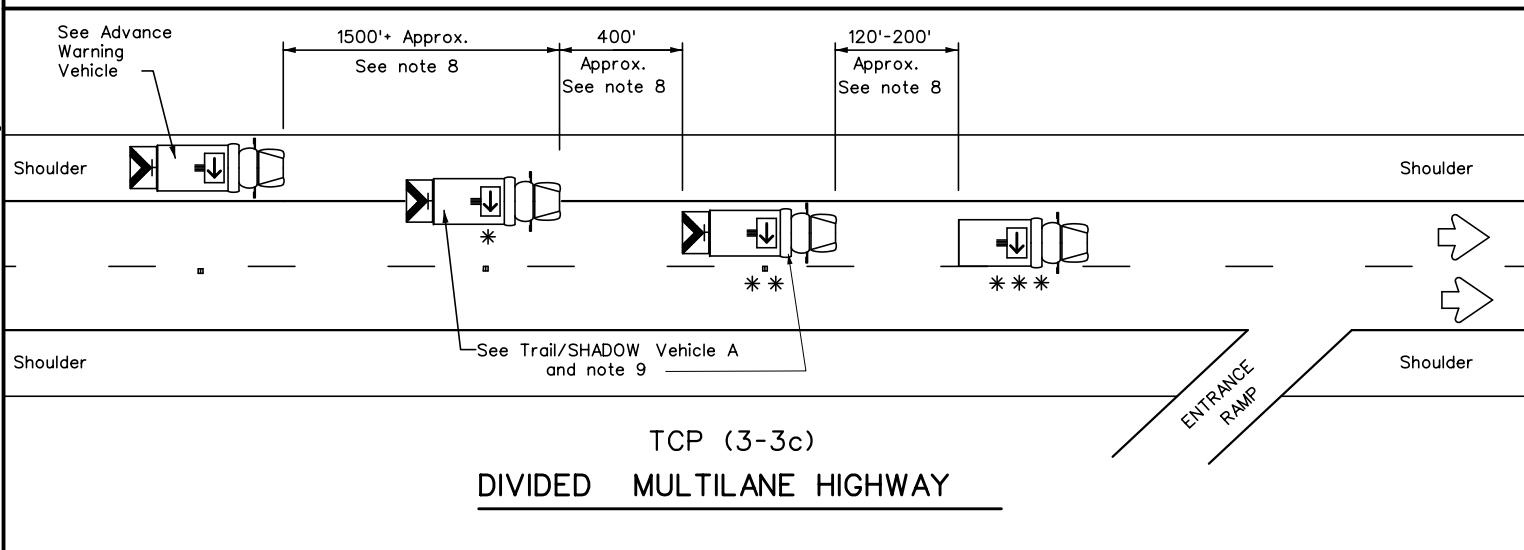 See Advance
Warning
Vehicle
1500'+ Approx.
See note 8
400'
Approx.
See note 8
120'-200'
Approx.
See note 8
Shoulder
Shoulder
*
**
***
See Trail/SHADOW Vehicle A
and note 9
Shoulder
Shoulder
ENTRANCE
RAMP
TCP (3-3c)
DIVIDED MULTILANE HIGHWAY